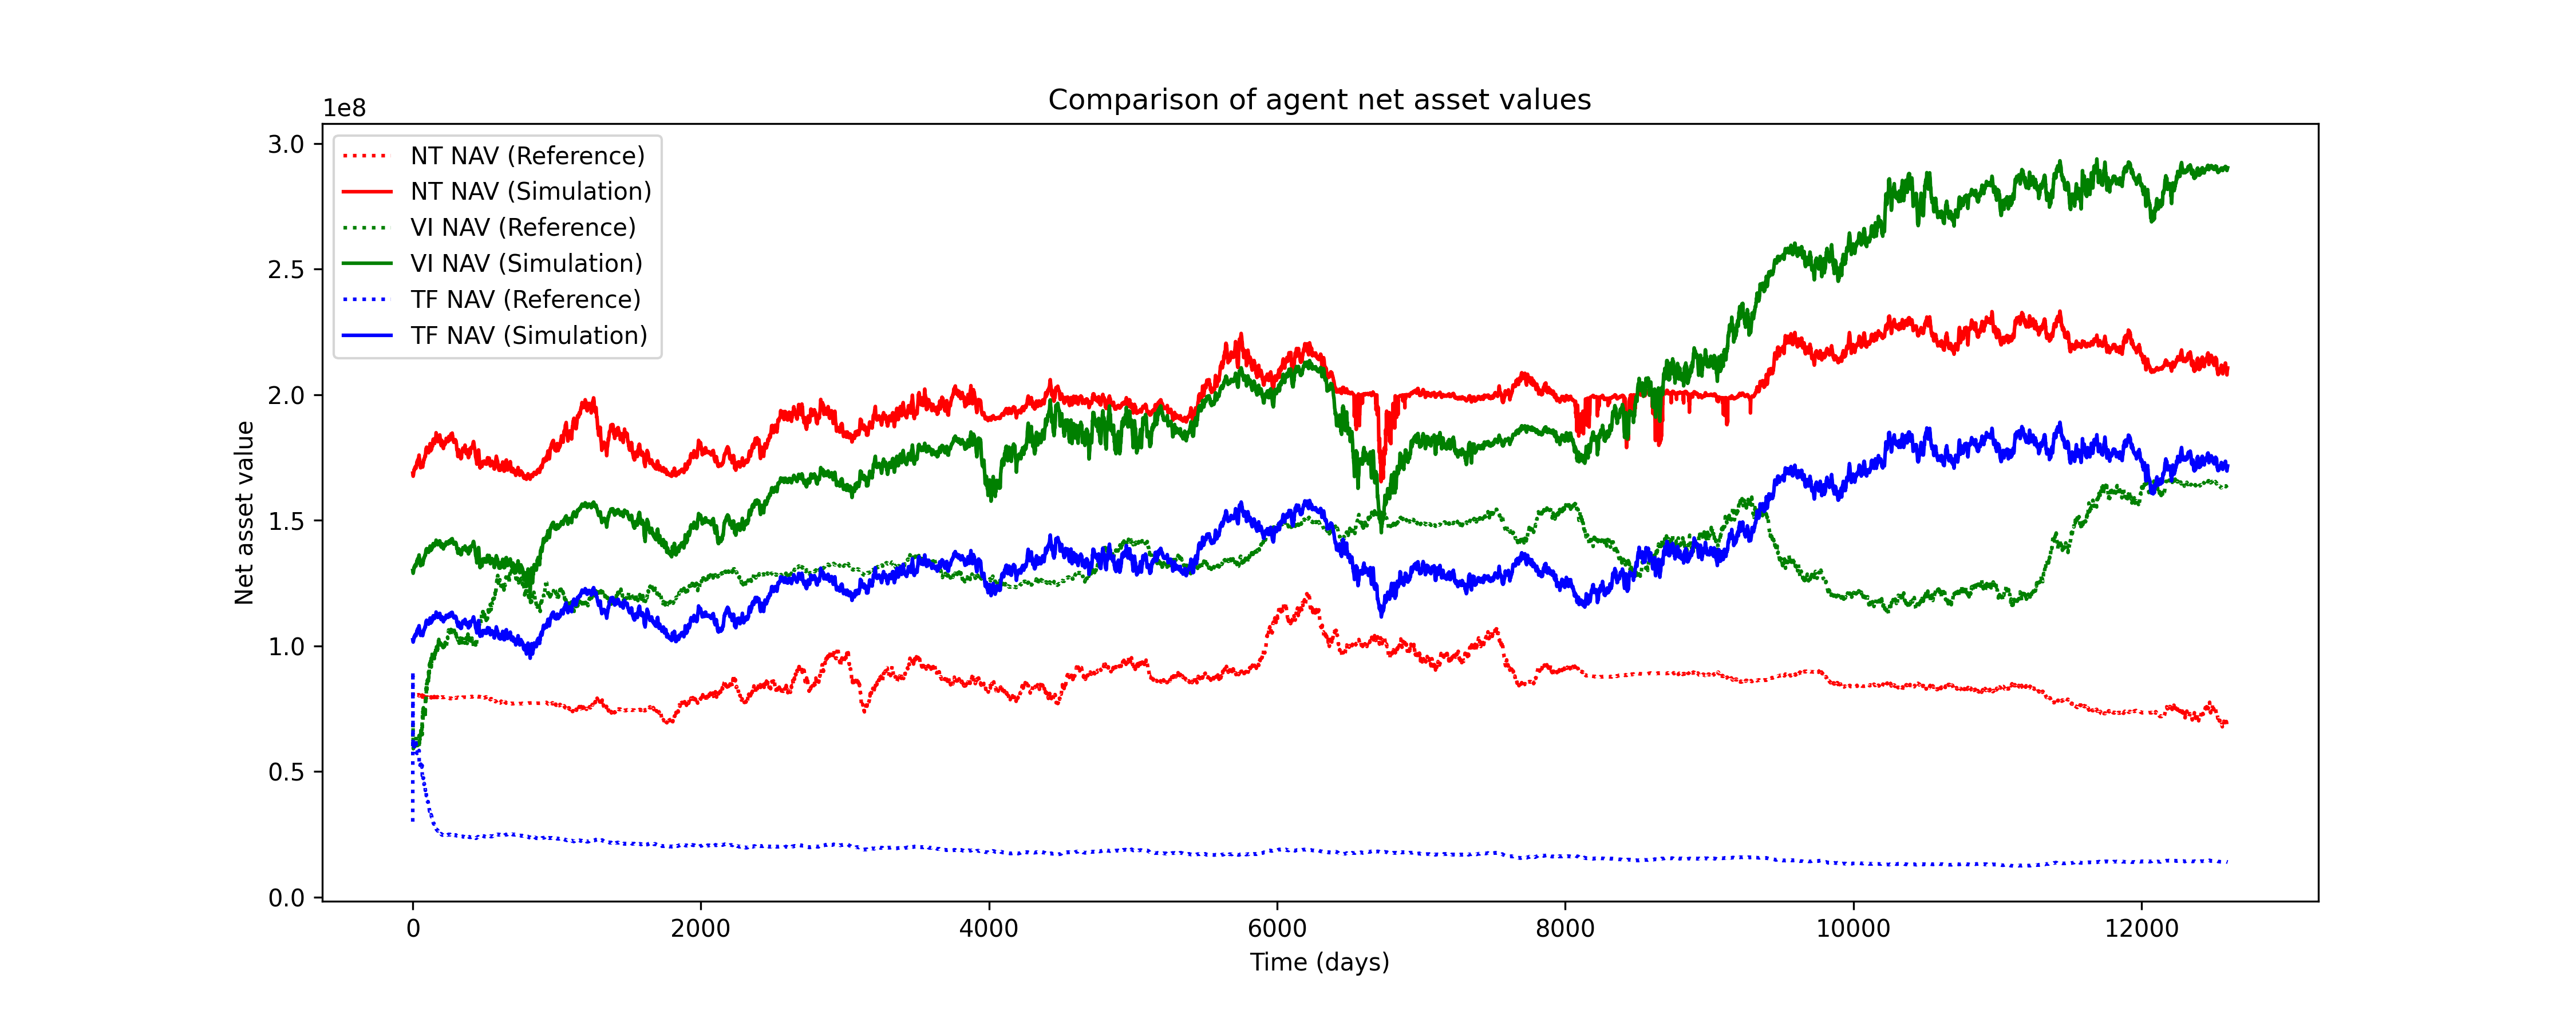 Comparison of agent net asset values
1e8
3.0
2.5
2.0
1.5
1.0
0.5
0.0
Net asset value
NT NAV (Reference)
NT NAV (Simulation)
VI NAV (Reference)
VI NAV (Simulation)
TF NAV (Reference)
TF NAV (Simulation)
0 2000 4000 6000 8000 10000 12000
Time (days)